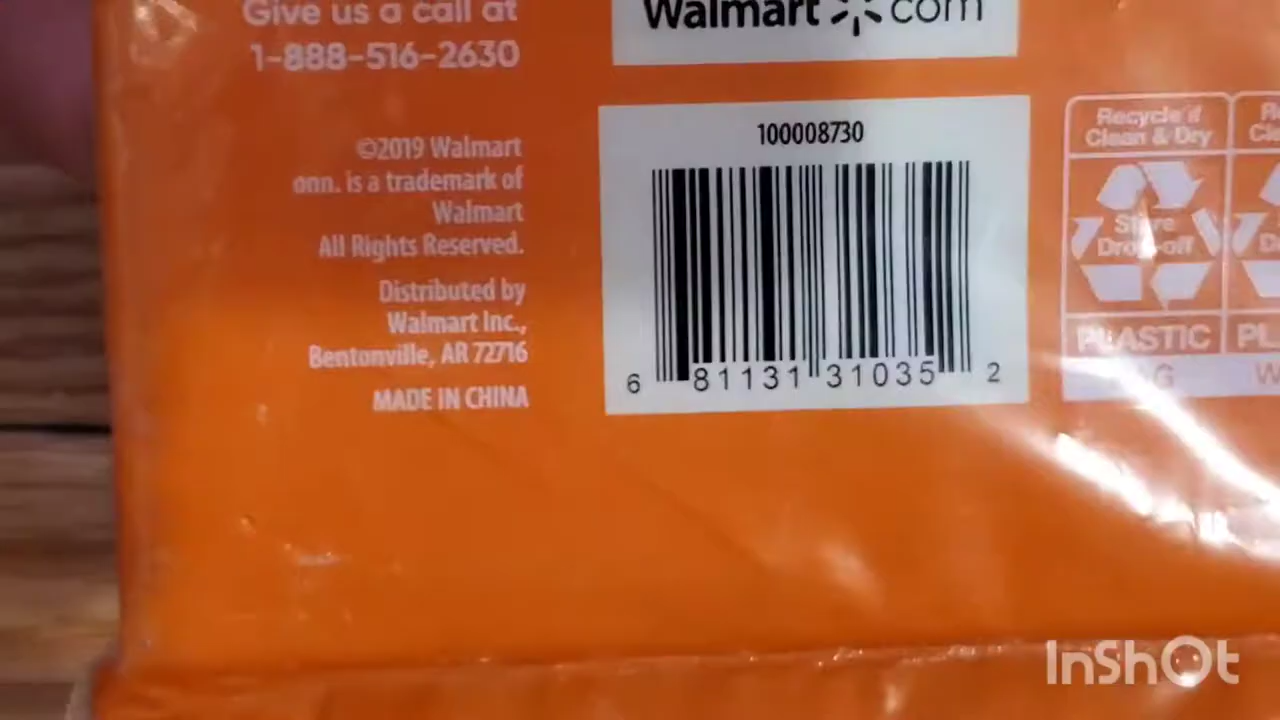 Give us a call at
1-888-516-2630
©2019 Walmart
onn. is a trademark of
Walmart
All Rights Reserved.
Distributed by
Walmart Inc.,
Bentonville, AR 72716
MADE IN CHINA
Walmart com
100008730
6 81131 31035 2
Recycle if
Clean & Dry
Store
Drop-off
PLASTIC
InShOt